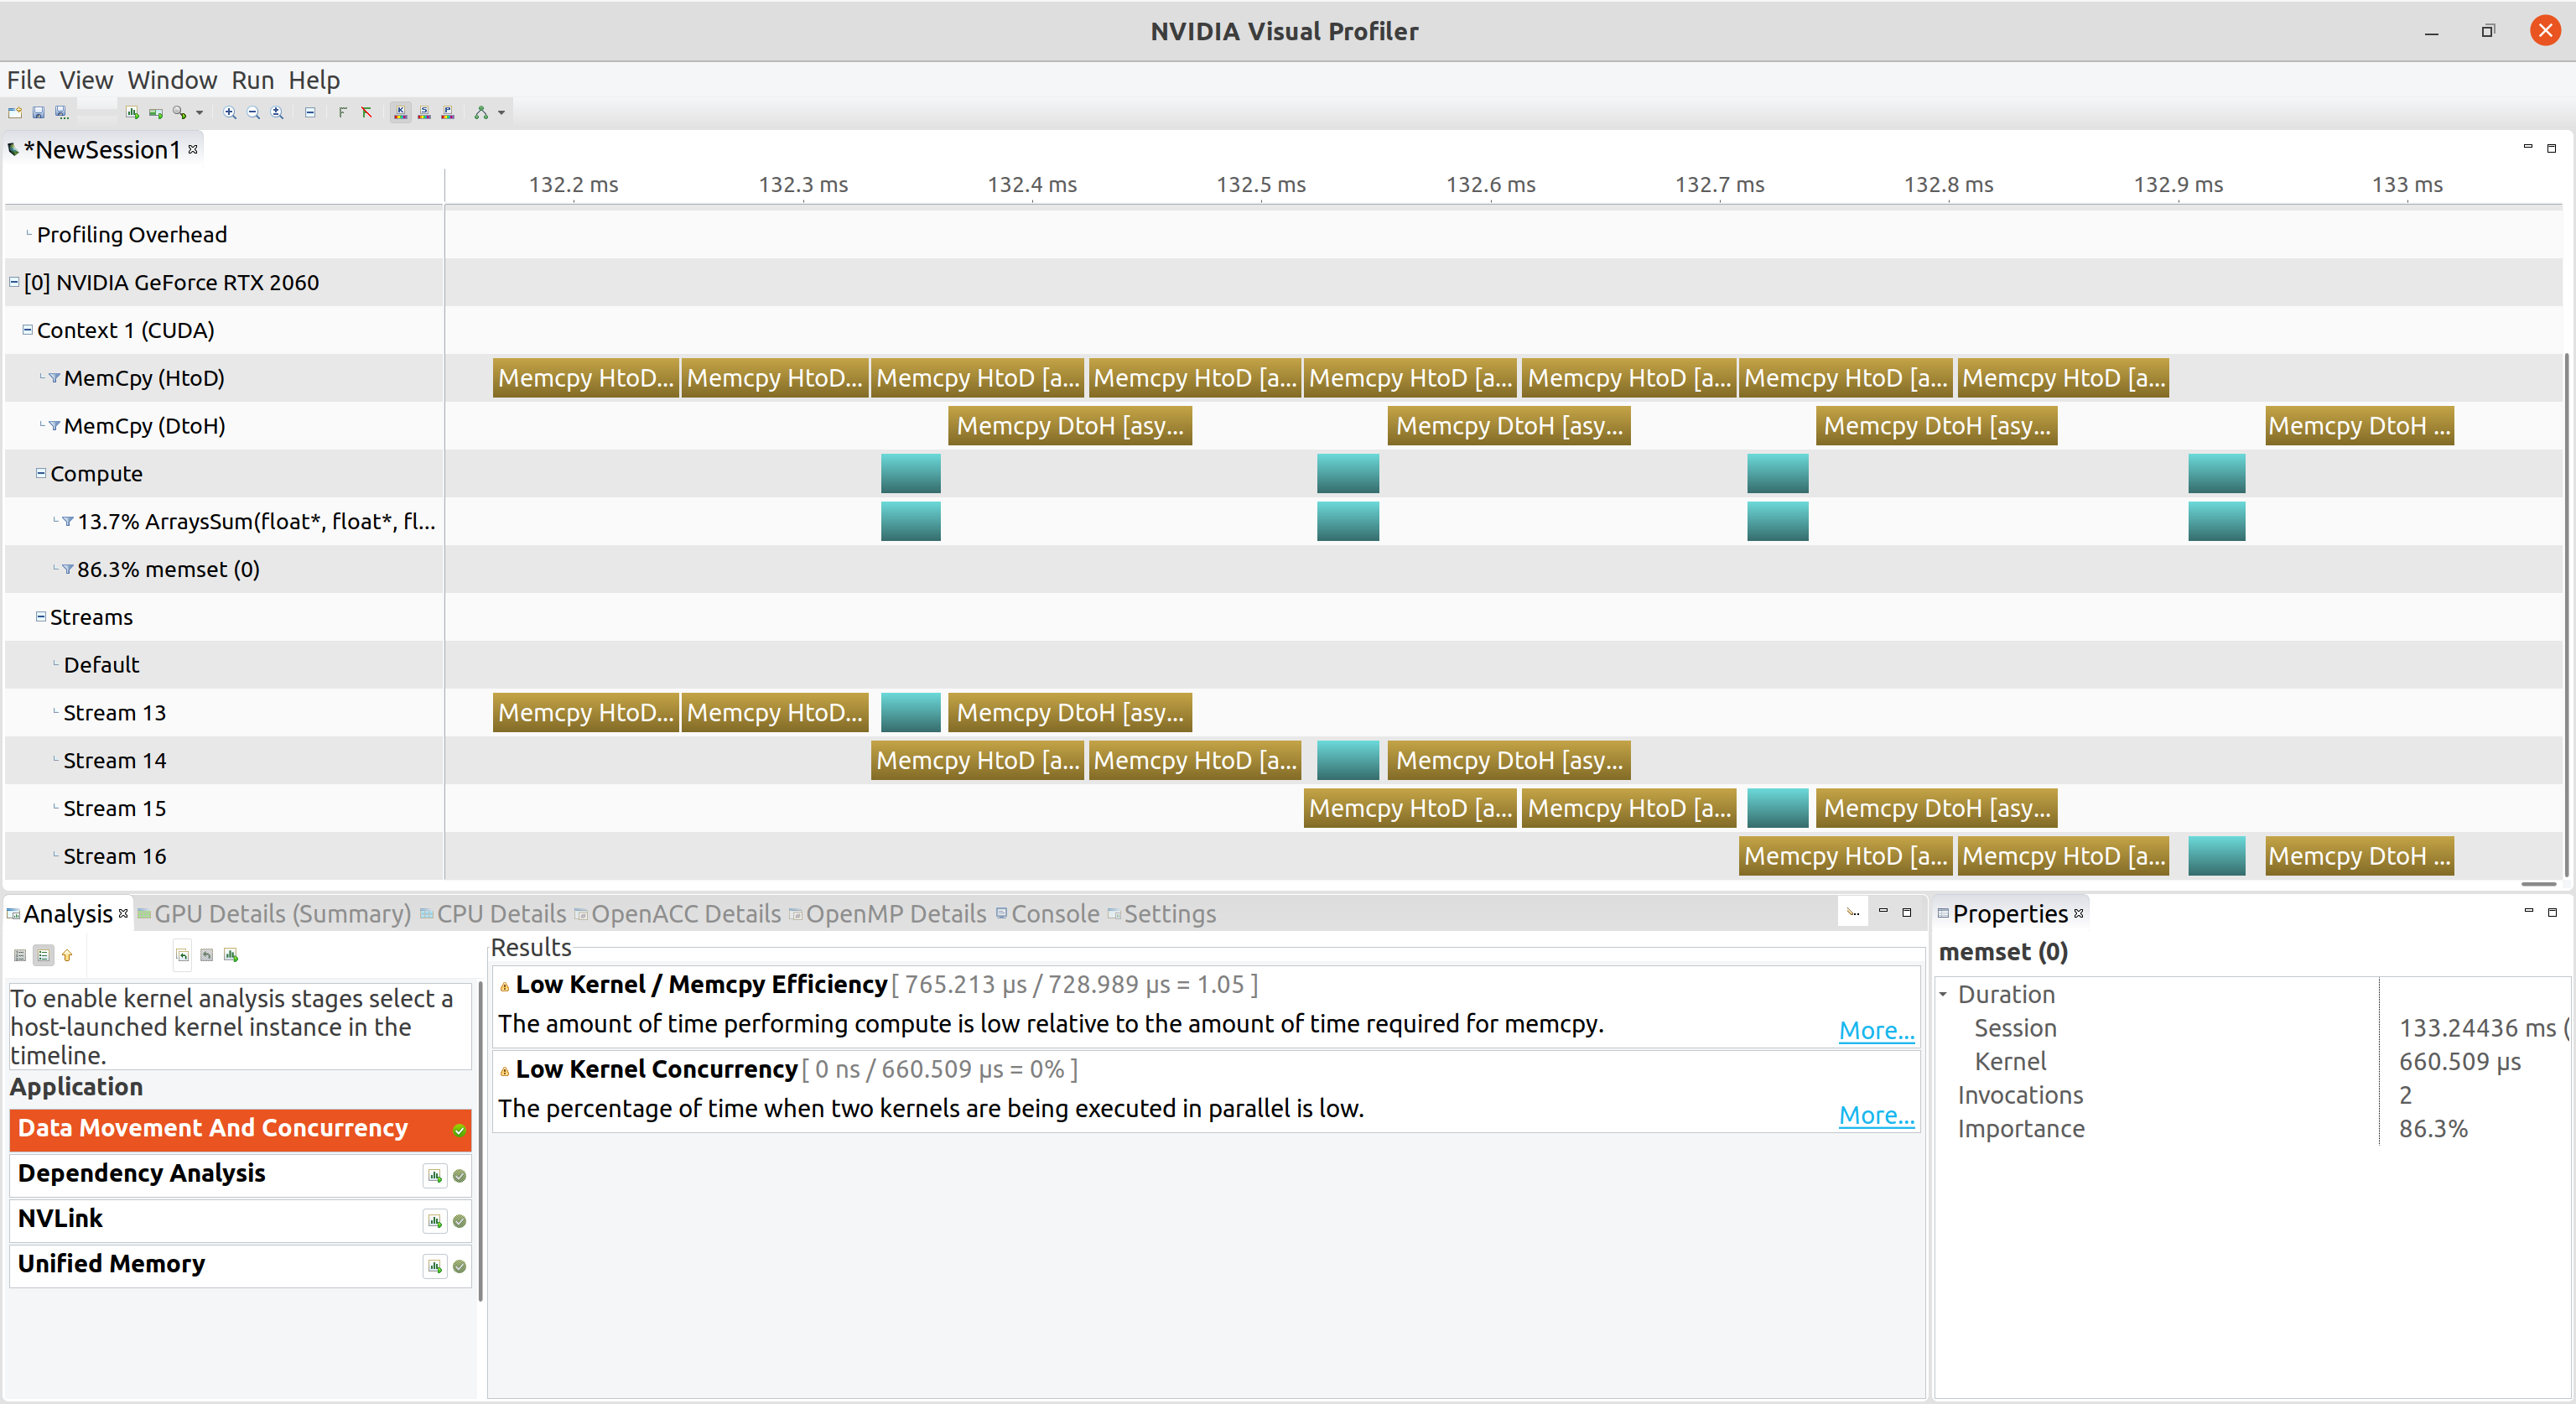 NVIDIA Visual Profiler
File View Window Run Help
*NewSession1
132.2 ms 132.3 ms 132.4 ms 132.5 ms 132.6 ms 132.7 ms 132.8 ms 132.9 ms 133 ms
Profiling Overhead
[0] NVIDIA GeForce RTX 2060
Context 1 (CUDA)
MemCpy (HtoD) Memcpy HtoD... Memcpy HtoD... Memcpy HtoD [a... Memcpy HtoD [a... Memcpy HtoD [a... Memcpy HtoD [a... Memcpy HtoD [a... Memcpy HtoD [a...
MemCpy (DtoH) Memcpy DtoH [asy... Memcpy DtoH [asy... Memcpy DtoH [asy... Memcpy DtoH ...
Compute
13.7% ArraysSum(float*, float*, fl...
86.3% memset (0)
Streams
Default
Stream 13 Memcpy HtoD... Memcpy HtoD... Memcpy DtoH [asy...
Stream 14 Memcpy HtoD [a... Memcpy HtoD [a... Memcpy DtoH [asy...
Stream 15 Memcpy HtoD [a... Memcpy HtoD [a... Memcpy DtoH [asy...
Stream 16 Memcpy HtoD [a... Memcpy HtoD [a... Memcpy DtoH ...
Analysis GPU Details (Summary) CPU Details OpenACC Details OpenMP Details Console Settings
To enable kernel analysis stages select a
host-launched kernel instance in the
timeline.
Application
Data Movement And Concurrency
Dependency Analysis
NVLink
Unified Memory
Results
Low Kernel / Memcpy Efficiency [ 765.213 µs / 728.989 µs = 1.05 ]
The amount of time performing compute is low relative to the amount of time required for memcpy.
More...
Low Kernel Concurrency [ 0 ns / 660.509 µs = 0% ]
The percentage of time when two kernels are being executed in parallel is low.
More...
Properties
memset (0)
Duration
Session 133.24436 ms (
Kernel 660.509 µs
Invocations 2
Importance 86.3%